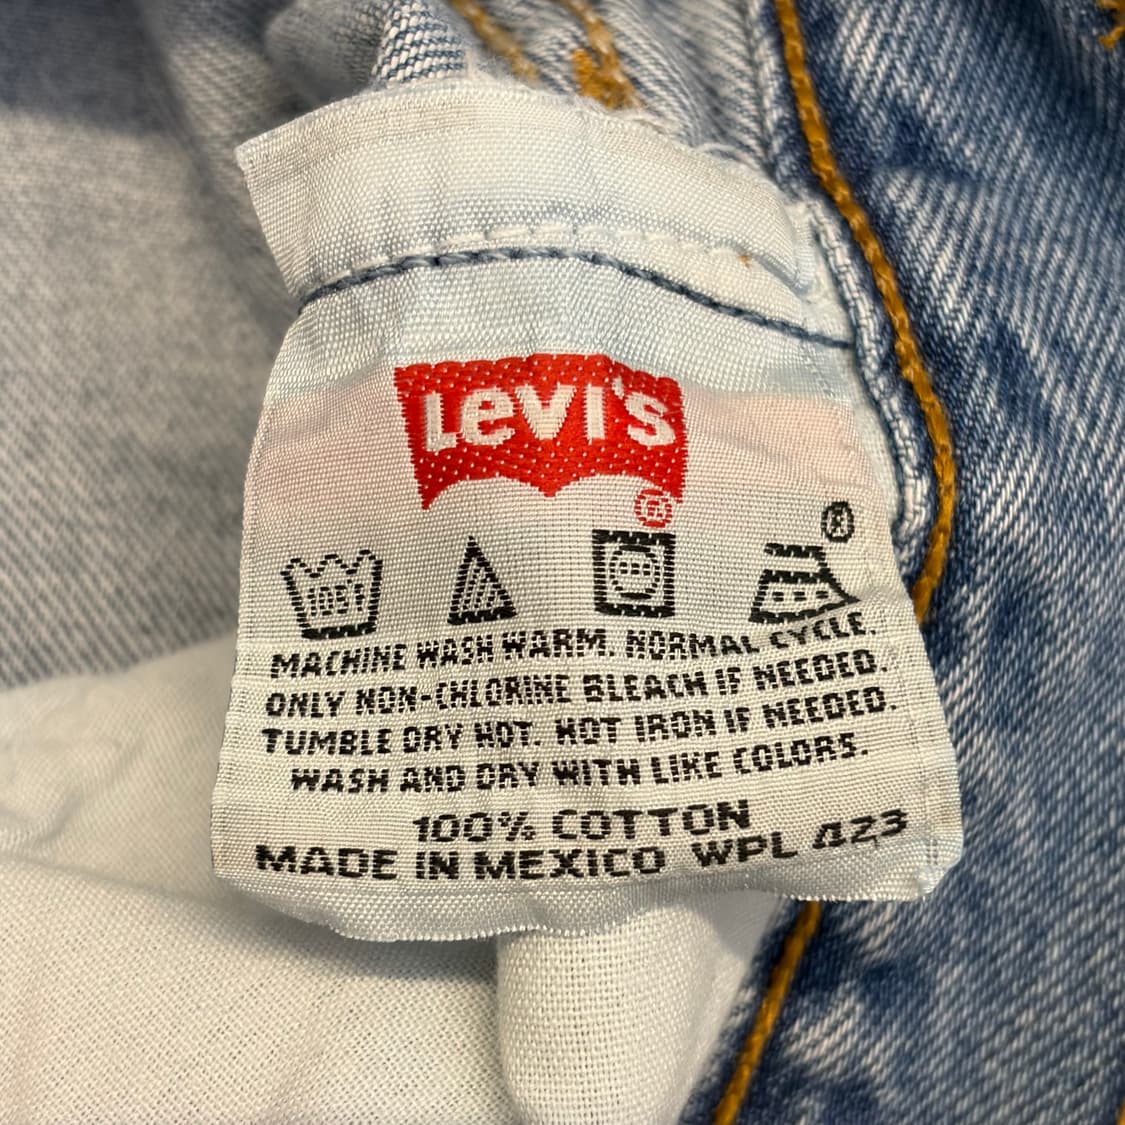 Levi's
®
®
105F
MACHINE WASH WARM. NORMAL CYCLE.
ONLY NON-CHLORINE BLEACH IF NEEDED.
TUMBLE DRY HOT. HOT IRON IF NEEDED.
WASH AND DRY WITH LIKE COLORS.
100% COTTON
MADE IN MEXICO WPL 423